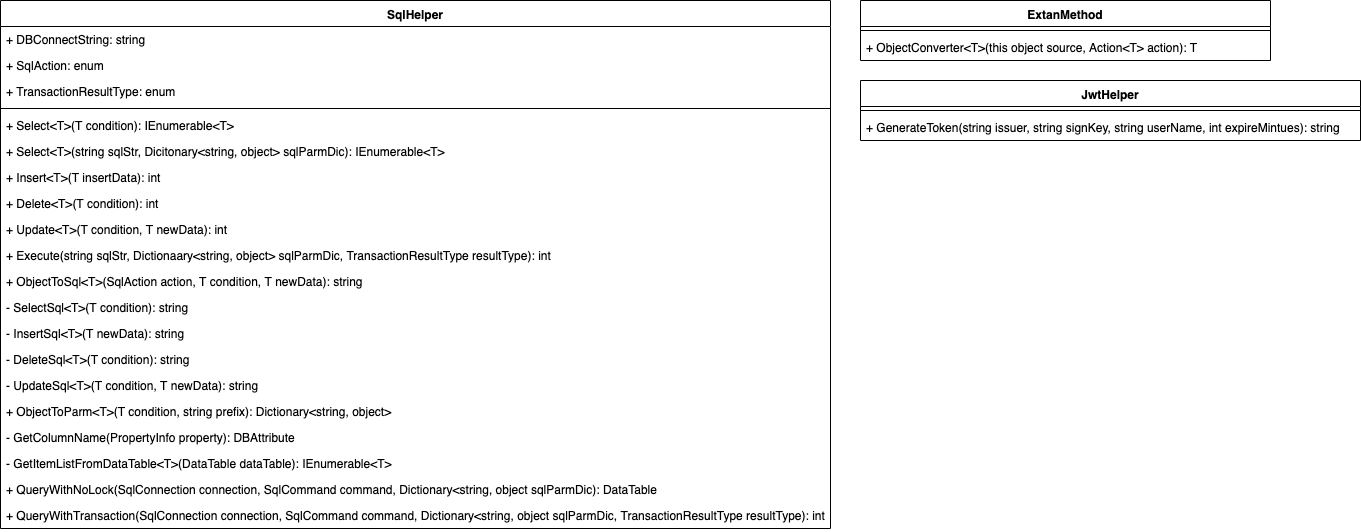 SqlHelper
+ DBConnectString: string
+ SqlAction: enum
+ TransactionResultType: enum
+ Select<T>(T condition): IEnumerable<T>
+ Select<T>(string sqlStr, Dicitonary<string, object> sqlParmDic): IEnumerable<T>
+ Insert<T>(T insertData): int
+ Delete<T>(T condition): int
+ Update<T>(T condition, T newData): int
+ Execute(string sqlStr, Dictionaary<string, object> sqlParmDic, TransactionResultType resultType): int
+ ObjectToSql<T>(SqlAction action, T condition, T newData): string
- SelectSql<T>(T condition): string
- InsertSql<T>(T newData): string
- DeleteSql<T>(T condition): string
- UpdateSql<T>(T condition, T newData): string
+ ObjectToParm<T>(T condition, string prefix): Dictionary<string, object>
- GetColumnName(PropertyInfo property): DBAttribute
- GetItemListFromDataTable<T>(DataTable dataTable): IEnumerable<T>
+ QueryWithNoLock(SqlConnection connection, SqlCommand command, Dictionary<string, object sqlParmDic): DataTable
+ QueryWithTransaction(SqlConnection connection, SqlCommand command, Dictionary<string, object sqlParmDic, TransactionResultType resultType): int
ExtanMethod
+ ObjectConverter<T>(this object source, Action<T> action): T
JwtHelper
+ GenerateToken(string issuer, string signKey, string userName, int expireMintues): string